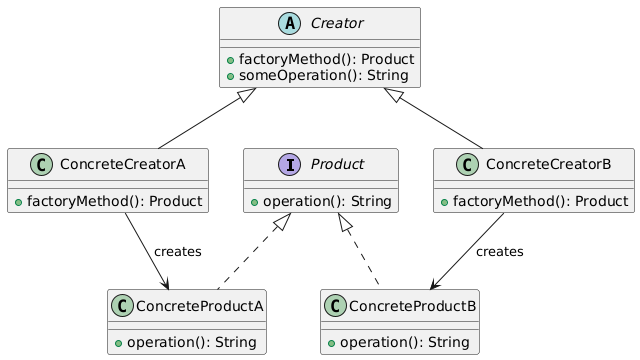 A Creator
factoryMethod(): Product
someOperation(): String
C ConcreteCreatorA
factoryMethod(): Product
I Product
operation(): String
C ConcreteCreatorB
factoryMethod(): Product
creates
creates
C ConcreteProductA
operation(): String
C ConcreteProductB
operation(): String